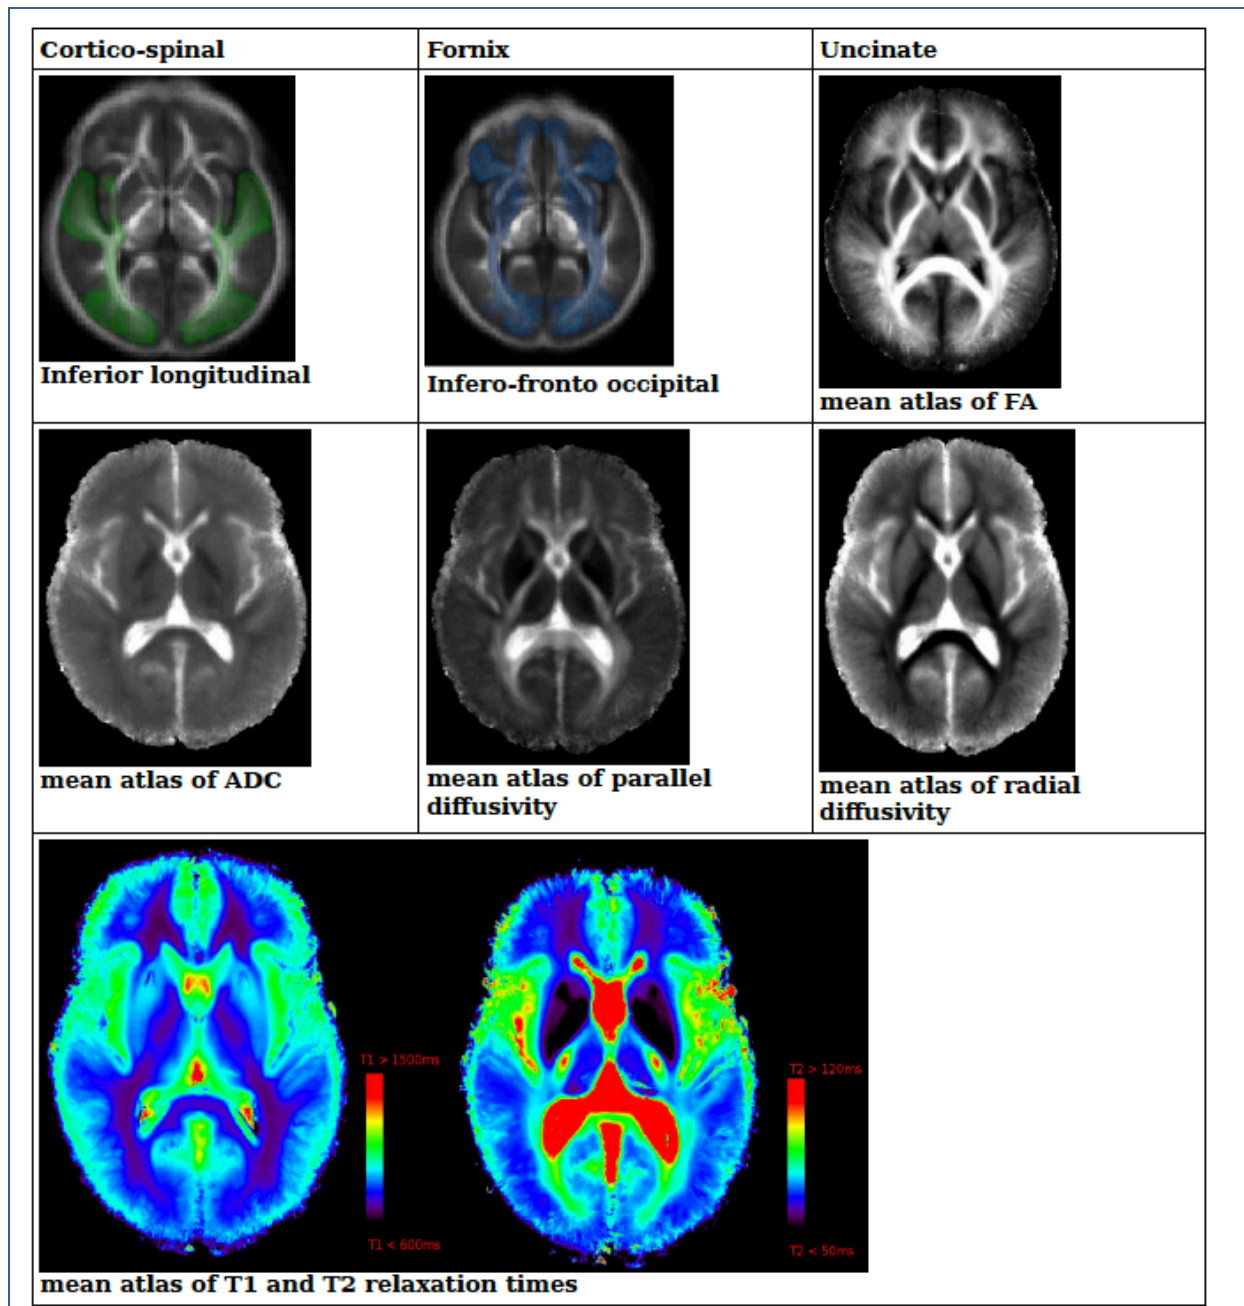 Cortico-spinal
Fornix
Uncinate
Inferior longitudinal
Infero-fronto occipital
mean atlas of FA
mean atlas of ADC
mean atlas of parallel
diffusivity
mean atlas of radial
diffusivity
T1 > 1500ms
T1 < 600ms
T2 > 120ms
T2 < 50ms
mean atlas of T1 and T2 relaxation times